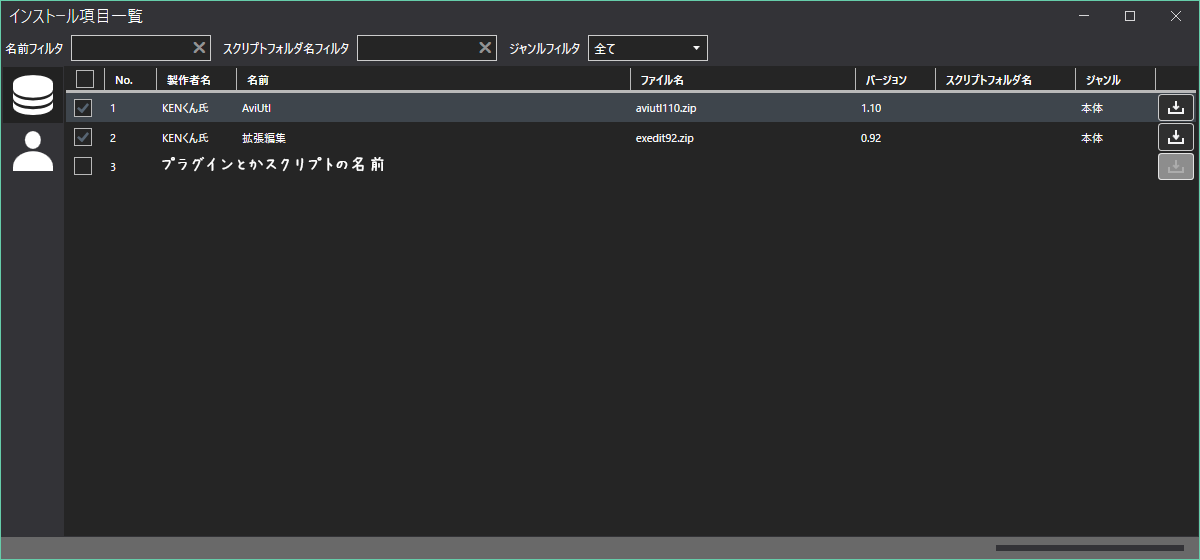 インストール項目一覧
名前フィルタ スクリプトフォルダ名フィルタ ジャンルフィルタ 全て
No. 製作者名 名前 ファイル名 バージョン スクリプトフォルダ名 ジャンル
1 KENくん氏 AviUtl aviutl110.zip 1.10 本体
2 KENくん氏 拡張編集 exedit92.zip 0.92 本体
3 プラグインとかスクリプトの名前